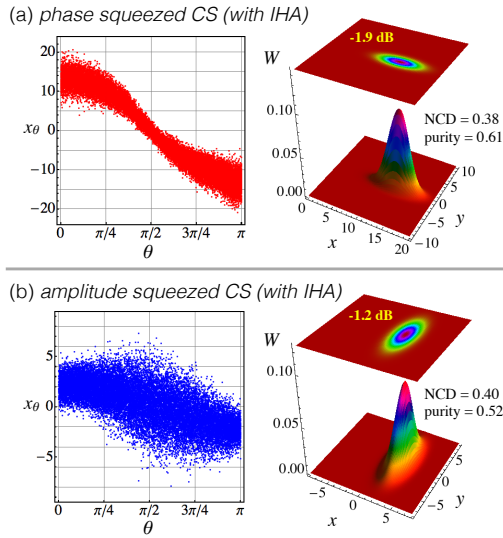 (a) phase squeezed CS (with IHA)
20
10
0
−10
−20
xθ
0 π/4 π/2 3π/4 π
θ
-1.9 dB
W
0.10
0.05
0.00
NCD = 0.38
purity = 0.61
0 5 10 15 20
x
−10 −5 0 5 10
y
(b) amplitude squeezed CS (with IHA)
5
0
−5
xθ
0 π/4 π/2 3π/4 π
θ
-1.2 dB
W
0.10
0.05
0.00
NCD = 0.40
purity = 0.52
−5 0 5
x
−5 0 5
y